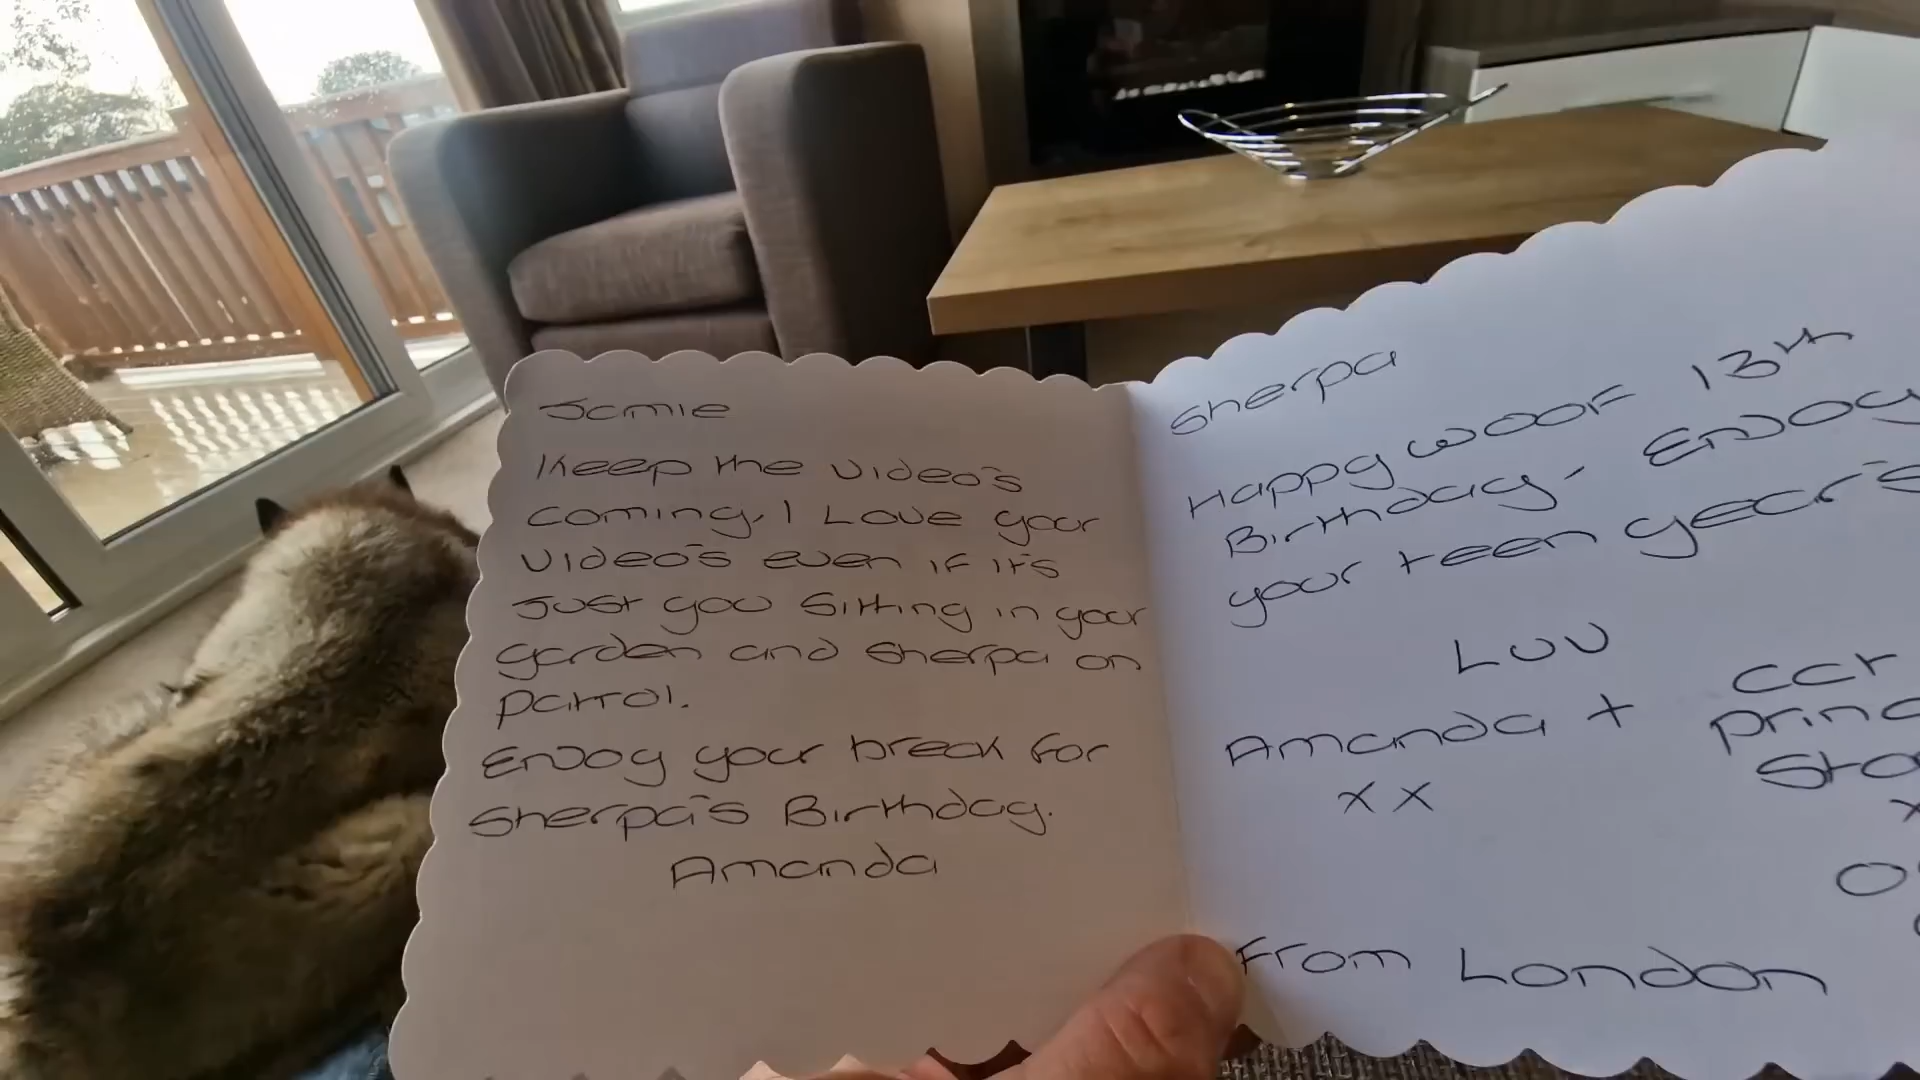 Jamie
Keep the video's
coming, I Love your
video's even if it's
Just you sitting in your
garden and Sherpa on
patrol.
Enjoy your break for
Sherpa's Birthday.
Amanda
Sherpa
Happy woof 13th
Birthday - Enjoy
your teen year's
Luv
Amanda + cat
xx
From London